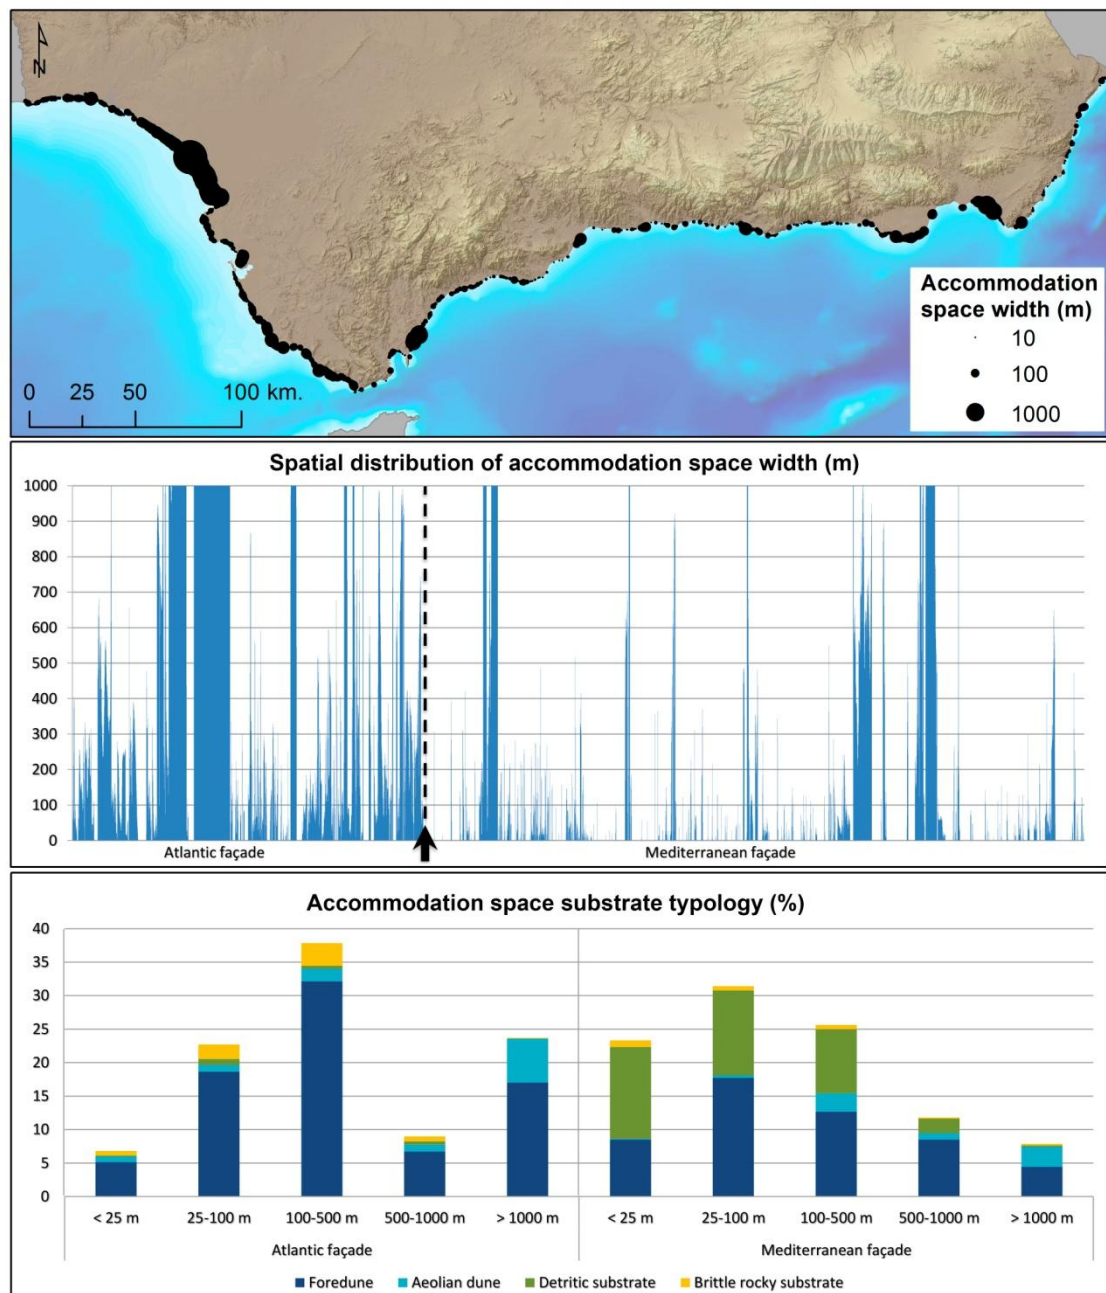 N
0 25 50 100 km.
Accommodation
space width (m)
10
100
1000
Spatial distribution of accommodation space width (m)
1000
900
800
700
600
500
400
300
200
100
0
Atlantic façade Mediterranean façade
Accommodation space substrate typology (%)
40
35
30
25
20
15
10
5
0
< 25 m 25-100 m 100-500 m 500-1000 m > 1000 m < 25 m 25-100 m 100-500 m 500-1000 m > 1000 m
Atlantic façade Mediterranean façade
Foredune Aeolian dune Detritic substrate Brittle rocky substrate